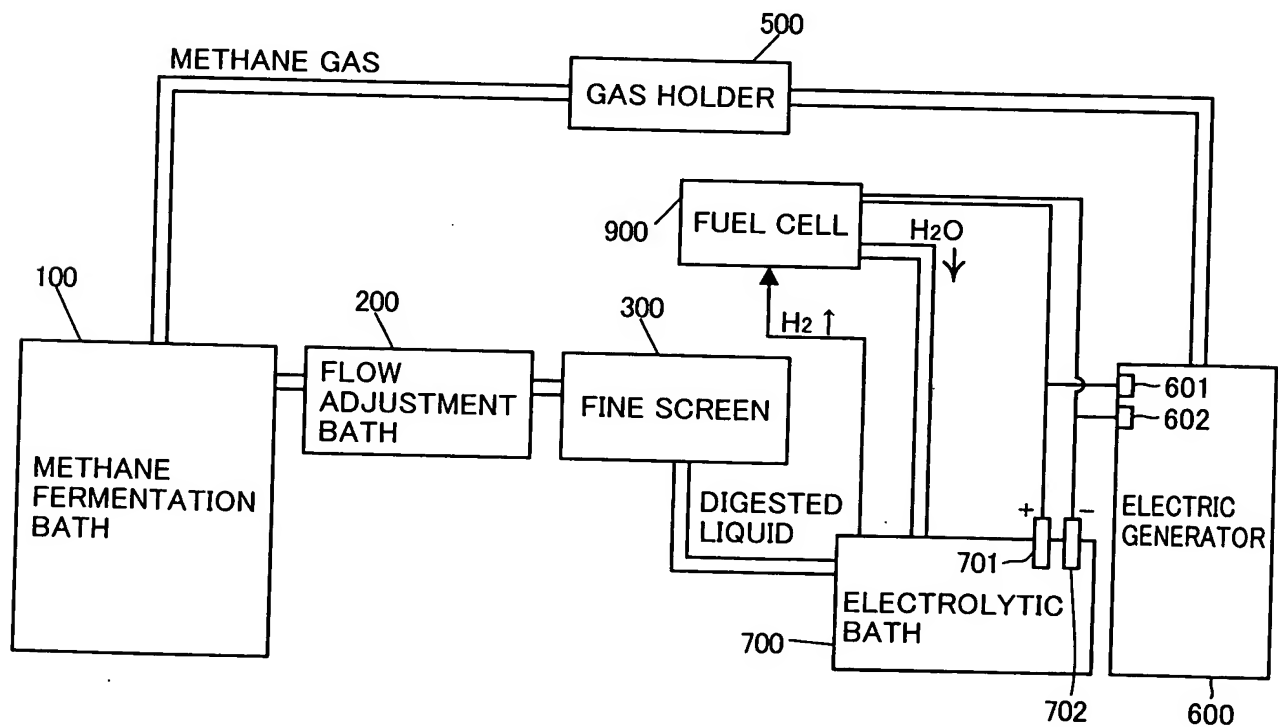 500
METHANE GAS
GAS HOLDER
900
FUEL CELL
H2O ↓
H2 ↑
100
200
300
FLOW
ADJUSTMENT
BATH
FINE SCREEN
601
602
METHANE
FERMENTATION
BATH
DIGESTED
LIQUID
+ −
701
ELECTRIC
GENERATOR
ELECTROLYTIC
BATH
700
702
600